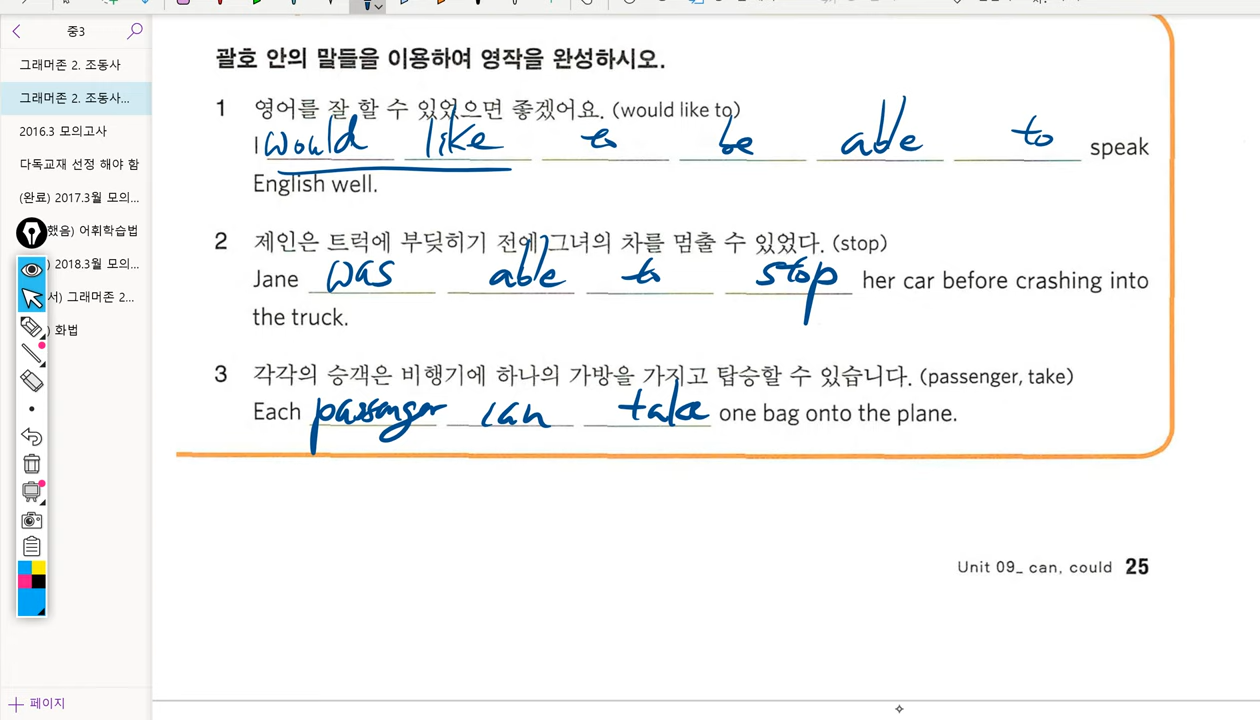 중3
그래머존 2. 조동사
그래머존 2. 조동사...
2016.3 모의고사
다독교재 선정 해야 함
(완료) 2017.3월 모의...
했음) 어휘학습법
) 2018.3월 모의...
서) 그래머존 2...
) 화법
페이지
괄호 안의 말들을 이용하여 영작을 완성하시오.
1 영어를 잘 할 수 있었으면 좋겠어요. (would like to)
I would like to be able to speak
English well.
2 제인은 트럭에 부딪히기 전에 그녀의 차를 멈출 수 있었다. (stop)
Jane was able to stop her car before crashing into
the truck.
3 각각의 승객은 비행기에 하나의 가방을 가지고 탑승할 수 있습니다. (passenger, take)
Each passenger can take one bag onto the plane.
Unit 09_ can, could 25